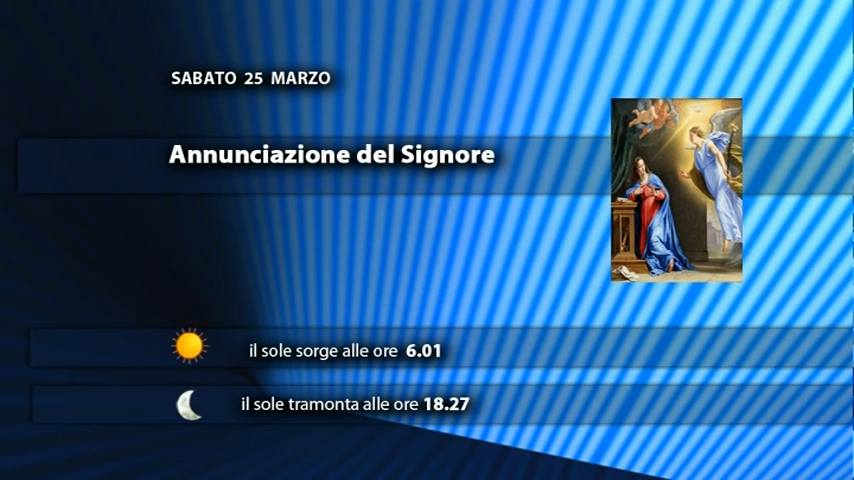 SABATO 25 MARZO
Annunciazione del Signore
il sole sorge alle ore 6.01
il sole tramonta alle ore 18.27